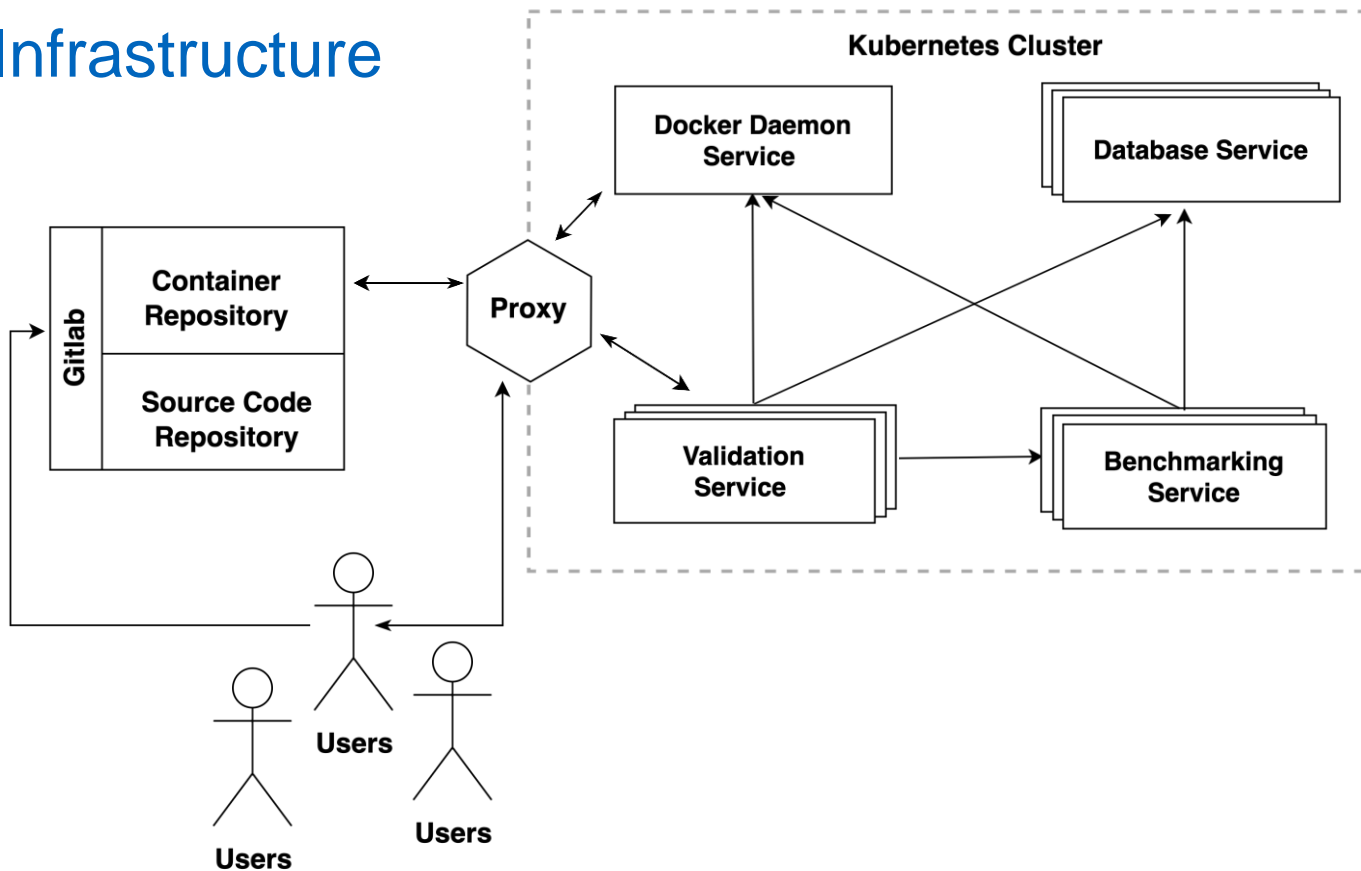 Infrastructure
Kubernetes Cluster
Docker Daemon
Service
Database Service
Gitlab
Container
Repository
Source Code
Repository
Proxy
Validation
Service
Benchmarking
Service
Users
Users
Users